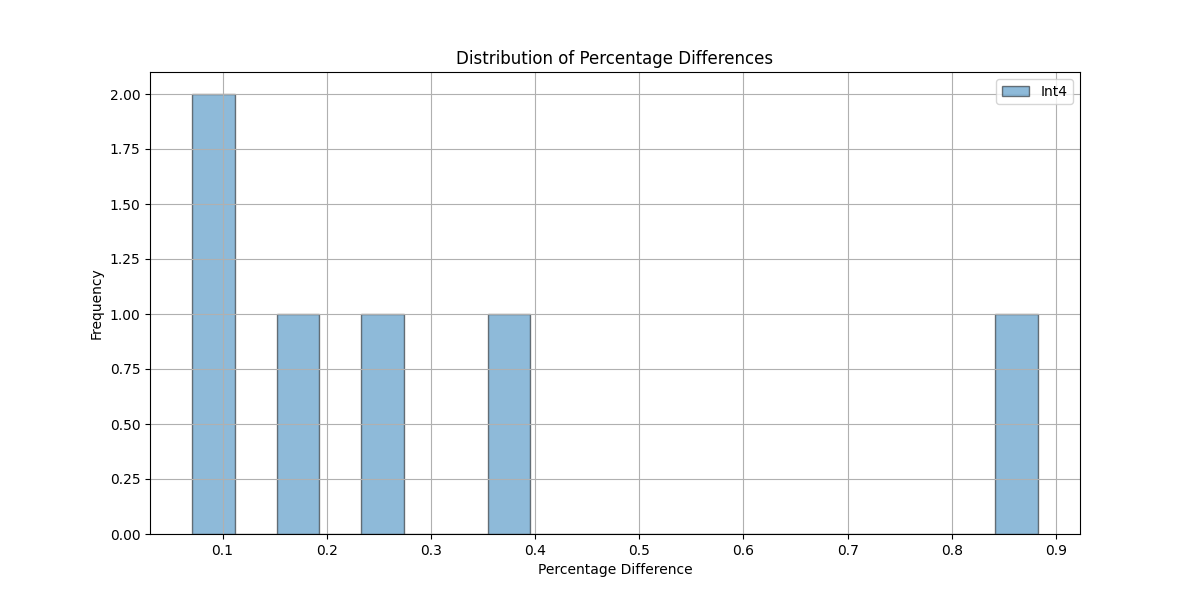 Distribution of Percentage Differences
Int4
2.00
1.75
1.50
1.25
1.00
0.75
0.50
0.25
0.00
Frequency
0.1 0.2 0.3 0.4 0.5 0.6 0.7 0.8 0.9
Percentage Difference